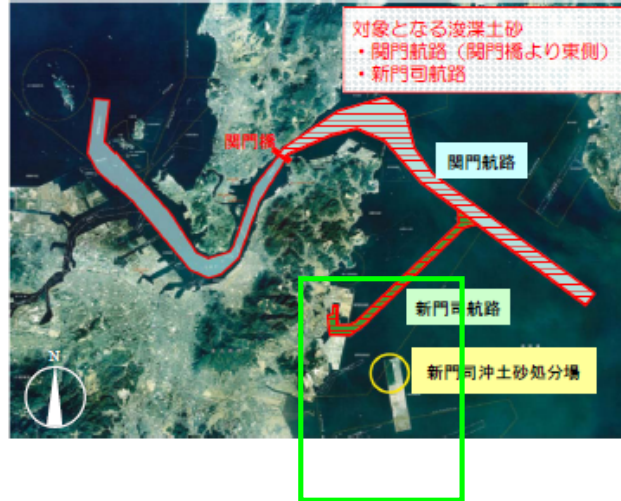 対象となる浚渫土砂
・関門航路（関門橋より東側）
・新門司航路
関門橋
関門航路
新門司航路
新門司沖土砂処分場
N